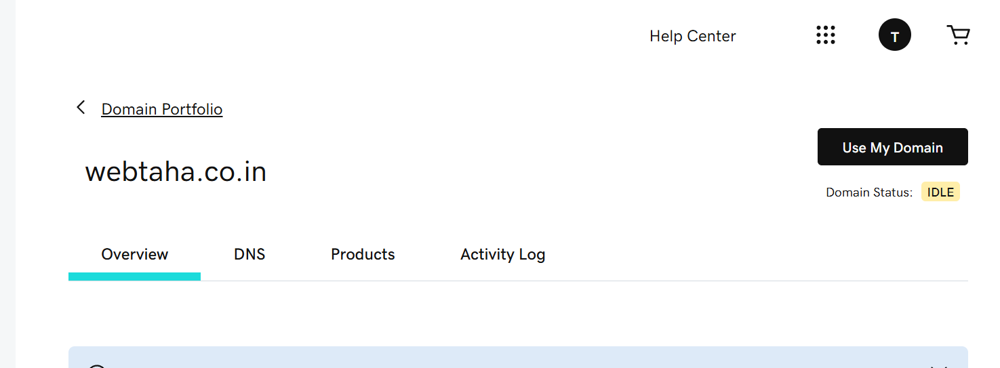 Help Center
T
Domain Portfolio
Use My Domain
webtaha.co.in
Domain Status: IDLE
Overview DNS Products Activity Log